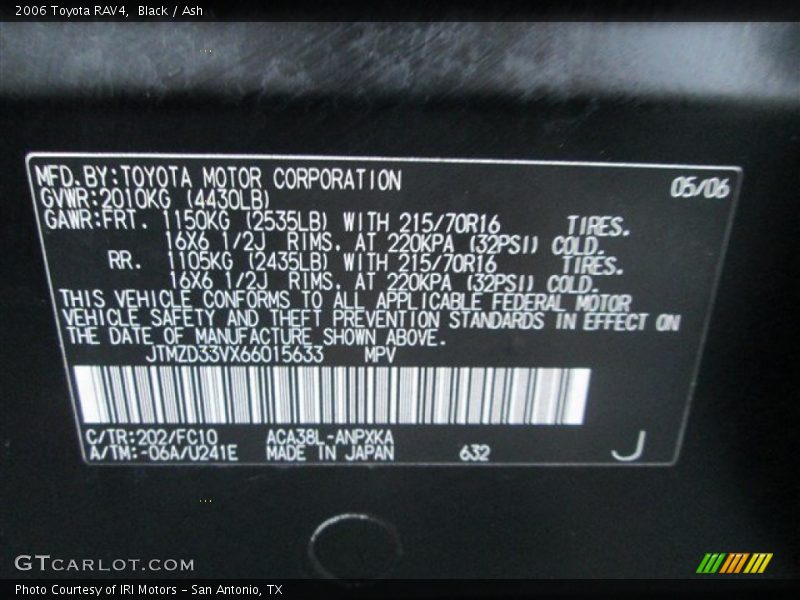 2006 Toyota RAV4, Black / Ash
MFD.BY:TOYOTA MOTOR CORPORATION 05/06
GVWR:2010KG (4430LB)
GAWR:FRT. 1150KG (2535LB) WITH 215/70R16 TIRES.
16X6 1/2J RIMS. AT 220KPA (32PSI) COLD.
RR. 1105KG (2435LB) WITH 215/70R16 TIRES.
16X6 1/2J RIMS. AT 220KPA (32PSI) COLD.
THIS VEHICLE CONFORMS TO ALL APPLICABLE FEDERAL MOTOR
VEHICLE SAFETY AND THEFT PREVENTION STANDARDS IN EFFECT ON
THE DATE OF MANUFACTURE SHOWN ABOVE.
JTMZD33VX66015633 MPV
C/TR:202/FC10 ACA38L-ANPXKA
A/TM:-06A/U241E MADE IN JAPAN 632 J
GTCARLOT.COM
Photo Courtesy of IRI Motors - San Antonio, TX